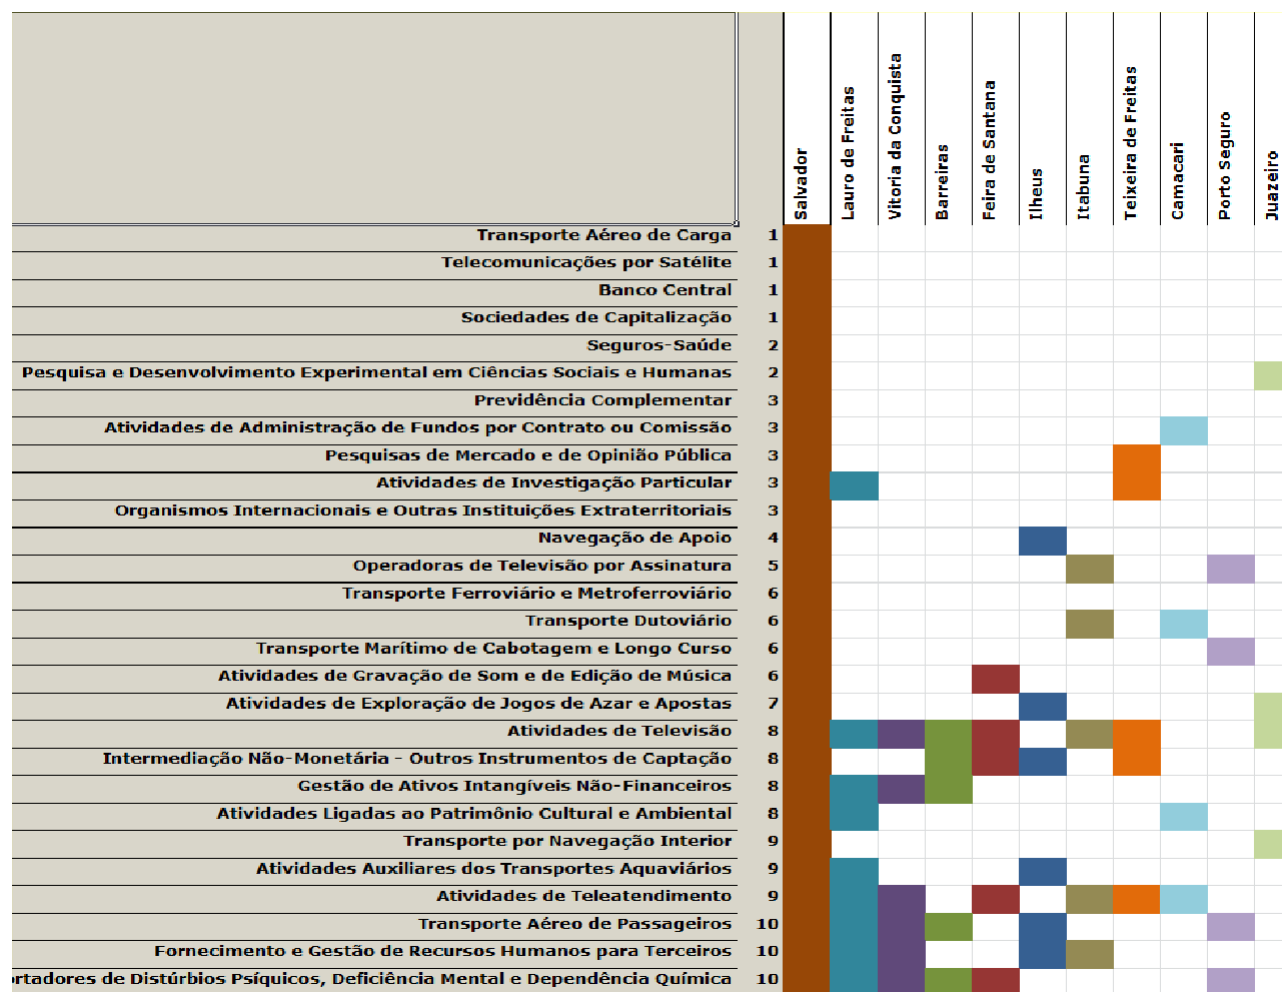 Salvador
Lauro de Freitas
Vitoria da Conquista
Barreiras
Feira de Santana
Ilheus
Itabuna
Teixeira de Freitas
Camacari
Porto Seguro
Juazeiro
Transporte Aéreo de Carga 1
Telecomunicações por Satélite 1
Banco Central 1
Sociedades de Capitalização 1
Seguros-Saúde 2
Pesquisa e Desenvolvimento Experimental em Ciências Sociais e Humanas 2
Previdência Complementar 3
Atividades de Administração de Fundos por Contrato ou Comissão 3
Pesquisas de Mercado e de Opinião Pública 3
Atividades de Investigação Particular 3
Organismos Internacionais e Outras Instituições Extraterritoriais 3
Navegação de Apoio 4
Operadoras de Televisão por Assinatura 5
Transporte Ferroviário e Metroferroviário 6
Transporte Dutoviário 6
Transporte Marítimo de Cabotagem e Longo Curso 6
Atividades de Gravação de Som e de Edição de Música 6
Atividades de Exploração de Jogos de Azar e Apostas 7
Atividades de Televisão 8
Intermediação Não-Monetária - Outros Instrumentos de Captação 8
Gestão de Ativos Intangíveis Não-Financeiros 8
Atividades Ligadas ao Patrimônio Cultural e Ambiental 8
Transporte por Navegação Interior 9
Atividades Auxiliares dos Transportes Aquaviários 9
Atividades de Teleatendimento 9
Transporte Aéreo de Passageiros 10
Fornecimento e Gestão de Recursos Humanos para Terceiros 10
ortadores de Distúrbios Psíquicos, Deficiência Mental e Dependência Química 10